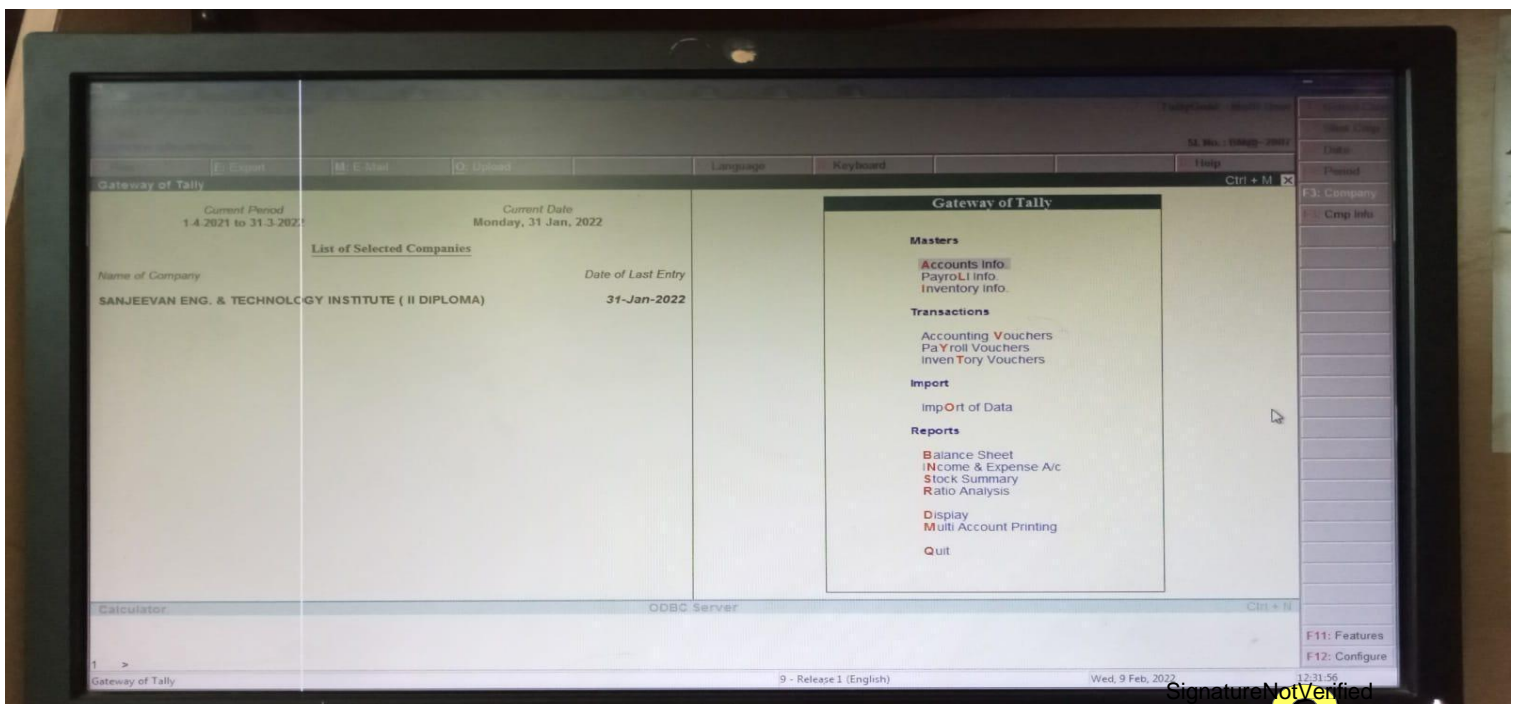 E: Export M: E-Mail O: Upload Language Keyboard Help
Gateway of Tally Ctrl + M
Current Period
1-4-2021 to 31-3-2022
Current Date
Monday, 31 Jan, 2022
List of Selected Companies
Name of Company Date of Last Entry
SANJEEVAN ENG. & TECHNOLOGY INSTITUTE ( II DIPLOMA) 31-Jan-2022
Gateway of Tally
Masters
Accounts Info.
PayroLl Info.
Inventory Info.
Transactions
Accounting Vouchers
PaYroll Vouchers
InvenTory Vouchers
Import
ImpOrt of Data
Reports
Balance Sheet
INcome & Expense A/c
Stock Summary
Ratio Analysis
Display
Multi Account Printing
Quit
Date
Period
F3: Company
Cmp Info
F11: Features
F12: Configure
Calculator ODBC Server Ctrl + N
1 >
Gateway of Tally 9 - Release 1 (English) Wed, 9 Feb, 2022 12:31:56
SignatureNotVerified